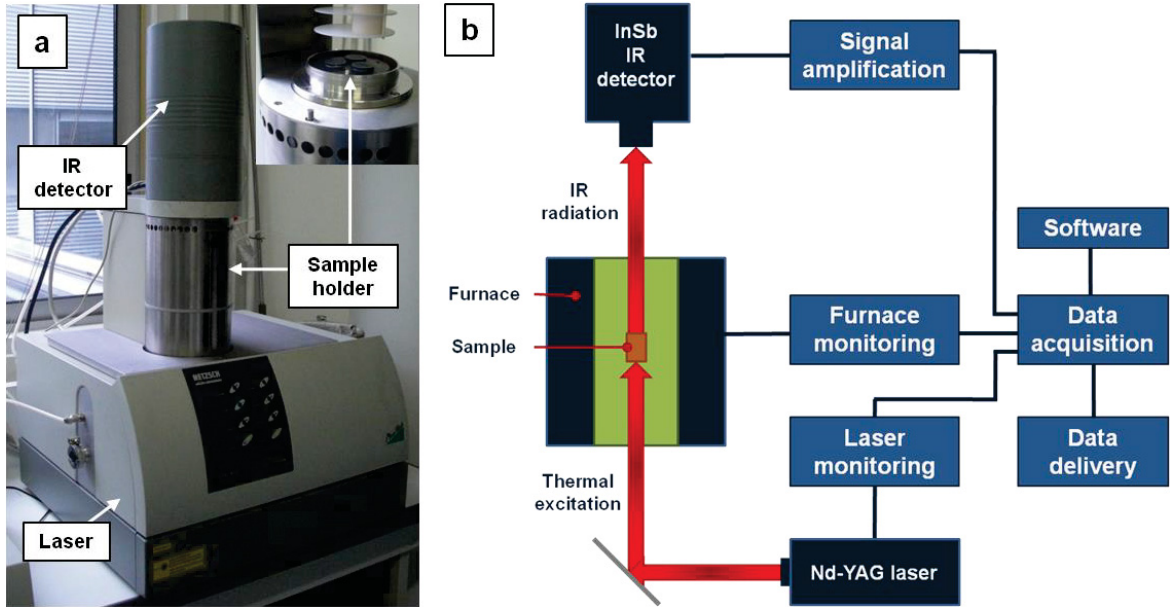 a
IR
detector
Sample
holder
NETZSCH
Laser
b
InSb
IR
detector
Signal
amplification
IR
radiation
Software
Furnace
Sample
Furnace
monitoring
Data
acquisition
Thermal
excitation
Laser
monitoring
Data
delivery
Nd-YAG laser